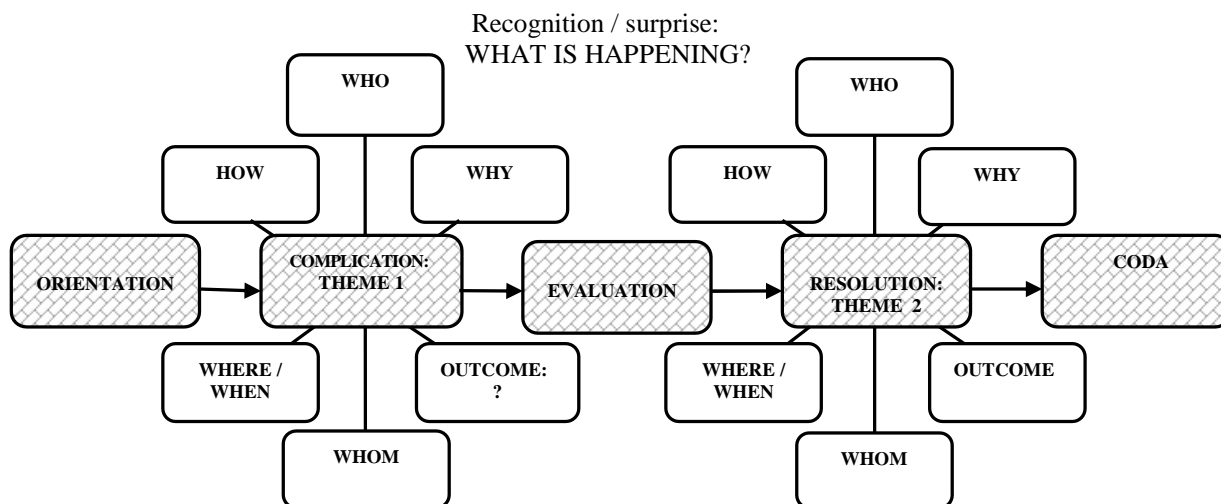 Recognition / surprise:
WHAT IS HAPPENING?
WHO
WHO
HOW
WHY
HOW
WHY
ORIENTATION
COMPLICATION:
THEME 1
EVALUATION
RESOLUTION:
THEME 2
CODA
WHERE /
WHEN
OUTCOME:
?
WHERE /
WHEN
OUTCOME
WHOM
WHOM